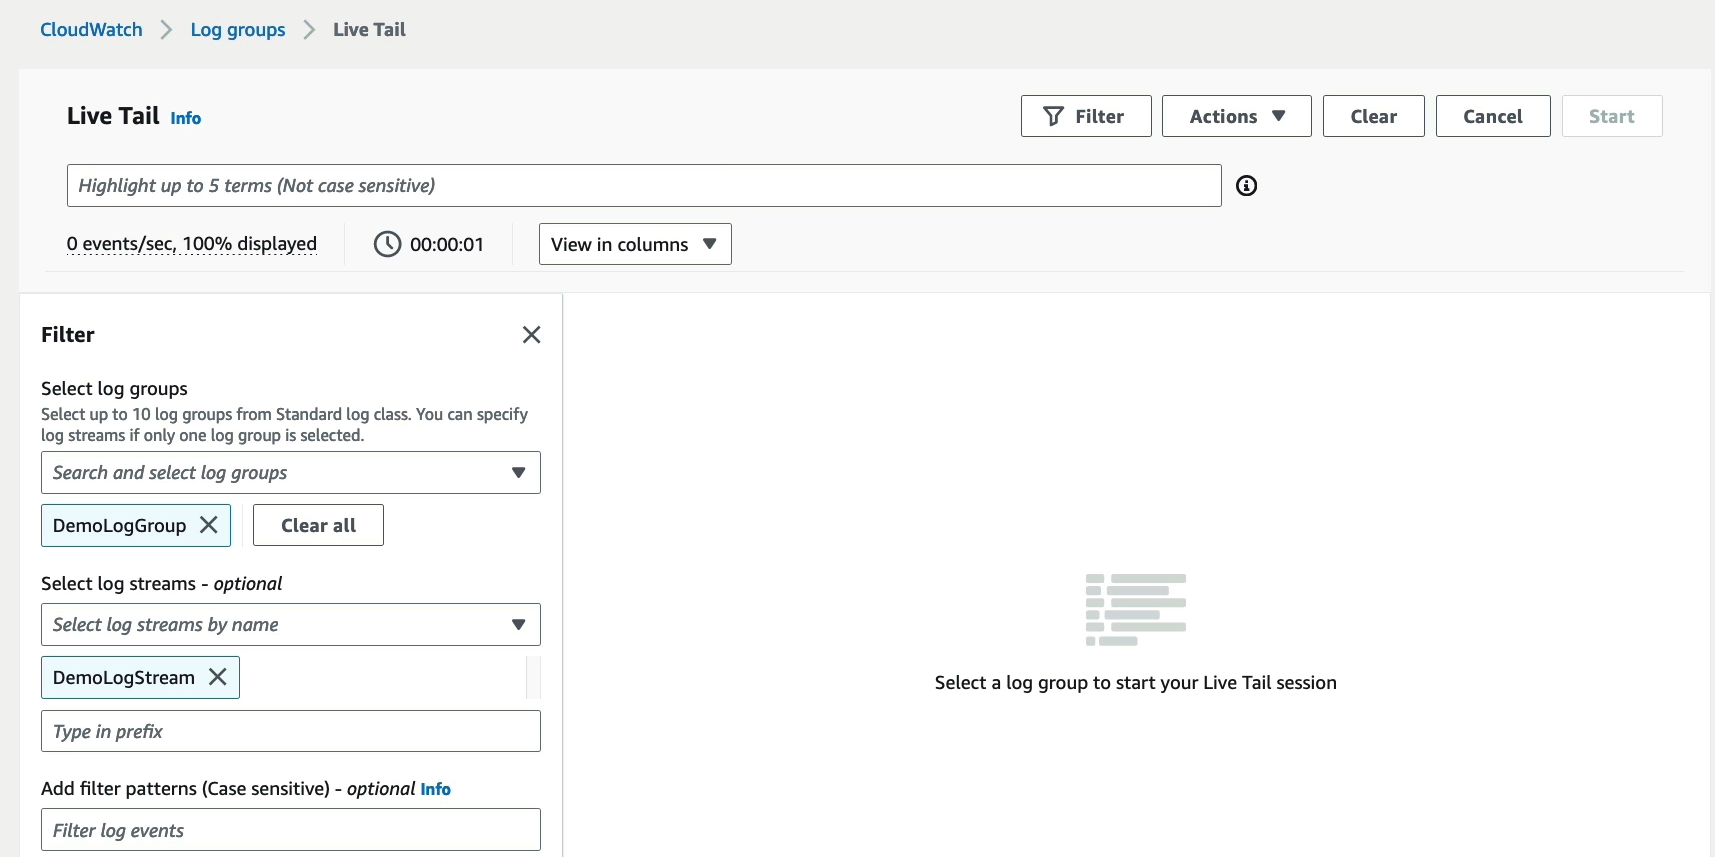 CloudWatch Log groups Live Tail
Live Tail Info
Filter Actions Clear Cancel Start
Highlight up to 5 terms (Not case sensitive)
0 events/sec, 100% displayed 00:00:01 View in columns
Filter
Select log groups
Select up to 10 log groups from Standard log class. You can specify
log streams if only one log group is selected.
Search and select log groups
DemoLogGroup Clear all
Select log streams - optional
Select log streams by name
DemoLogStream
Type in prefix
Add filter patterns (Case sensitive) - optional Info
Filter log events
Select a log group to start your Live Tail session